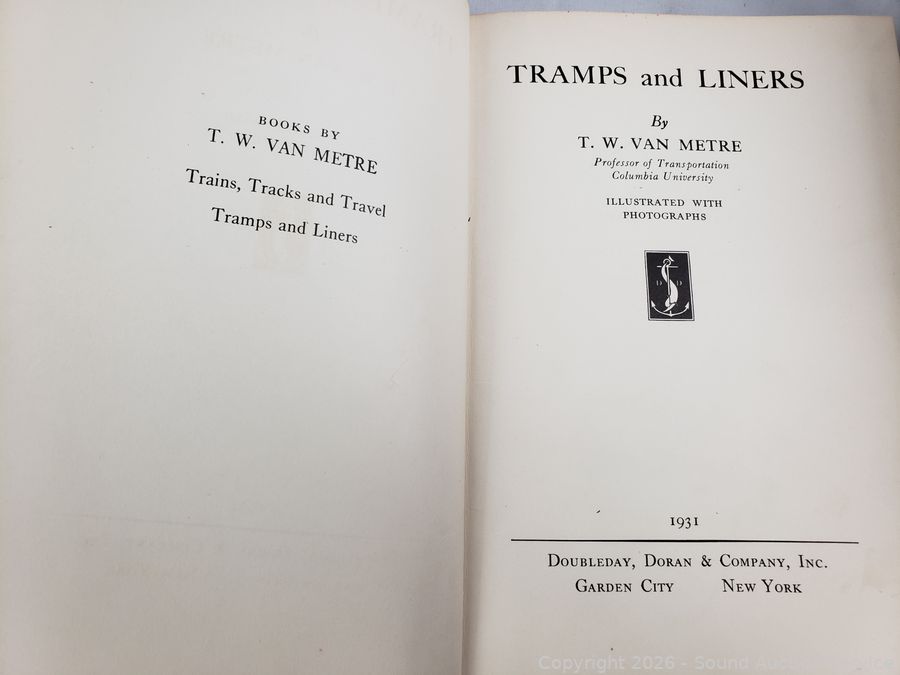 BOOKS BY
T. W. VAN METRE
Trains, Tracks and Travel
Tramps and Liners
TRAMPS and LINERS
By
T. W. VAN METRE
Professor of Transportation
Columbia University
ILLUSTRATED WITH
PHOTOGRAPHS
D D
1931
DOUBLEDAY, DORAN & COMPANY, INC.
GARDEN CITY NEW YORK
Copyright 2026 - Sound Auction Service